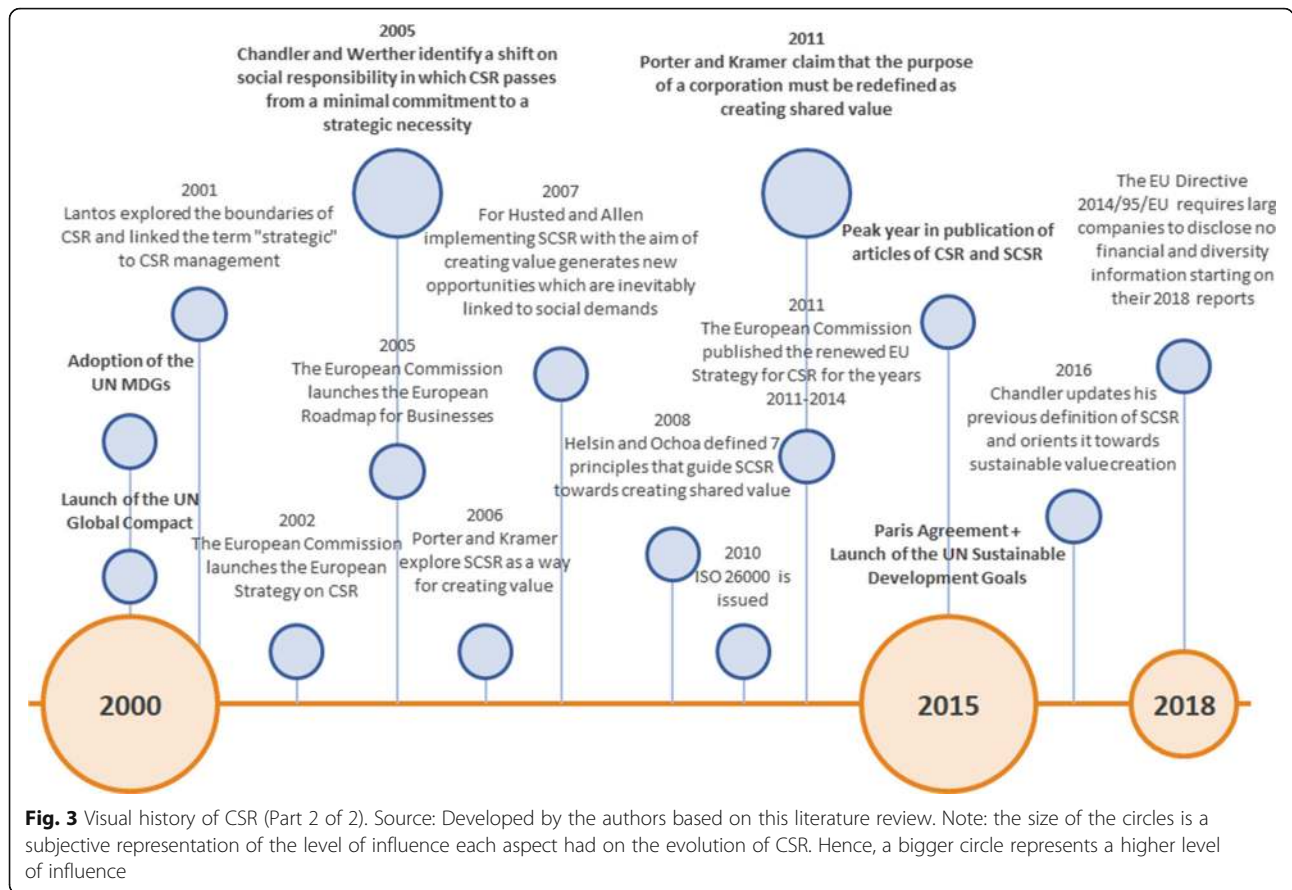 2005
Chandler and Werther identify a shift on
social responsibility in which CSR passes
from a minimal commitment to a
strategic necessity
2011
Porter and Kramer claim that the purpose
of a corporation must be redefined as
creating shared value
2001
Lantos explored the boundaries of
CSR and linked the term "strategic"
to CSR management
2007
For Husted and Allen
implementing SCSR with the aim of
creating value generates new
opportunities which are inevitably
linked to social demands
Peak year in publication of
articles of CSR and SCSR
The EU Directive
2014/95/EU requires larg
companies to disclose no
financial and diversity
information starting on
their 2018 reports
Adoption of the
UN MDGs
2005
The European Commission
launches the European
Roadmap for Businesses
2011
The European Commission
published the renewed EU
Strategy for CSR for the years
2011-2014
2016
Chandler updates his
previous definition of SCSR
and orients it towards
sustainable value creation
2008
Helsin and Ochoa defined 7
principles that guide SCSR
towards creating shared value
Launch of the UN
Global Compact
2002
The European Commission
launches the European
Strategy on CSR
2006
Porter and Kramer
explore SCSR as a way
for creating value
2010
ISO 26000 is
issued
Paris Agreement +
Launch of the UN Sustainable
Development Goals
2000
2015
2018
Fig. 3 Visual history of CSR (Part 2 of 2). Source: Developed by the authors based on this literature review. Note: the size of the circles is a
subjective representation of the level of influence each aspect had on the evolution of CSR. Hence, a bigger circle represents a higher level
of influence